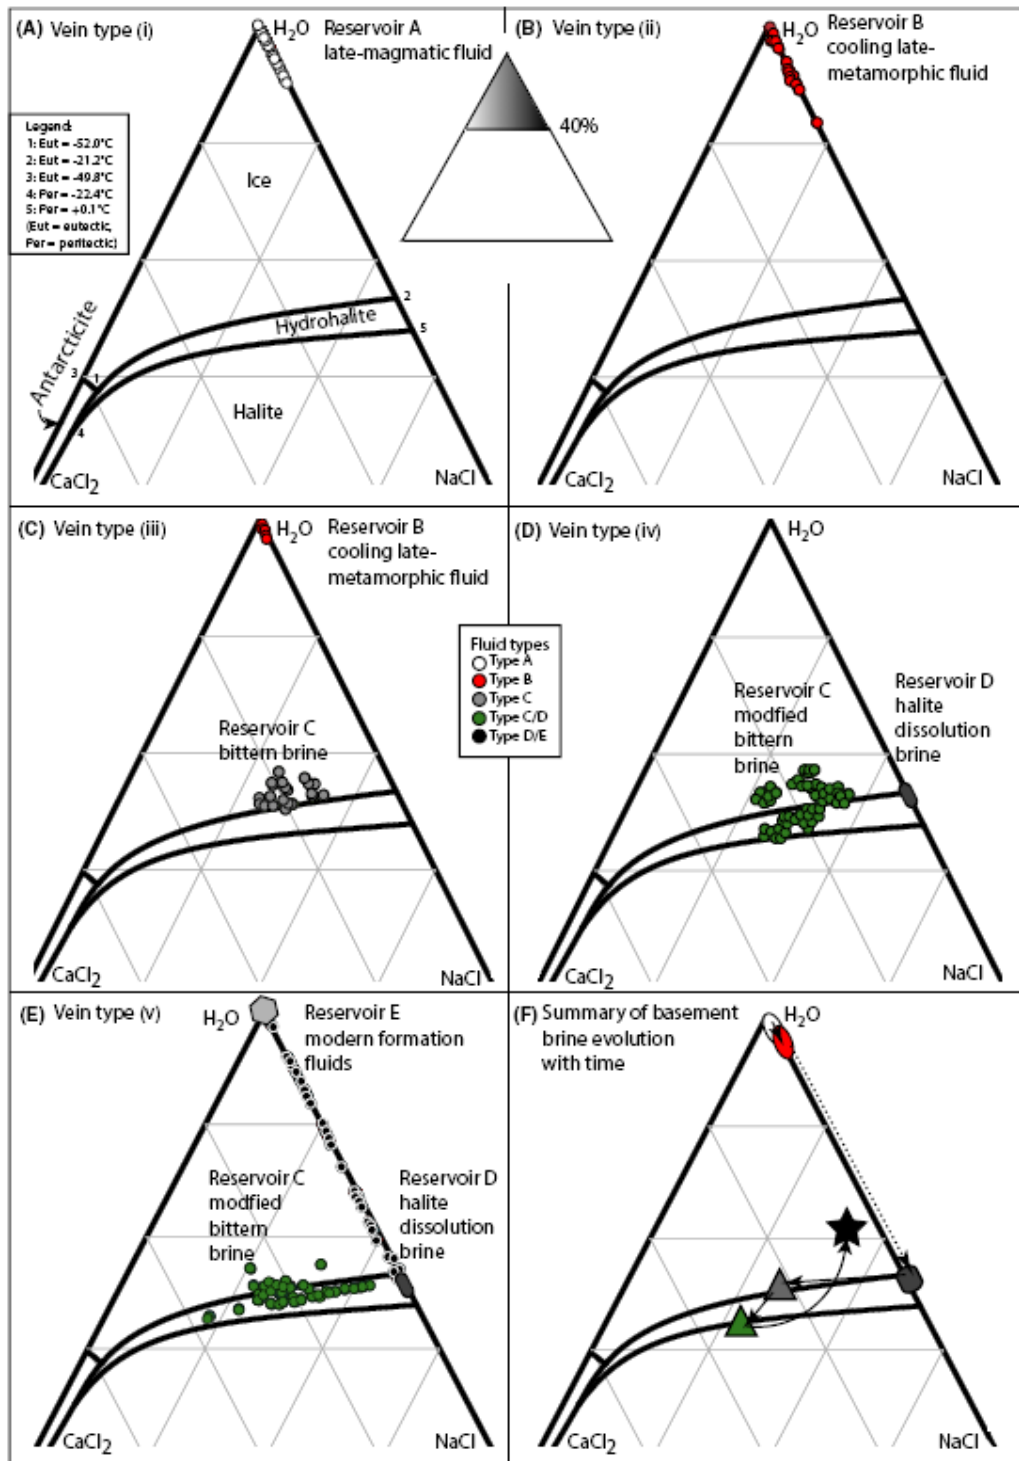 (A) Vein type (i)
H₂O
Reservoir A
late-magmatic fluid
Legend:
1: Eut = -52.0°C
2: Eut = -21.2°C
3: Eut = -49.8°C
4: Per = -22.4°C
5: Per = +0.1°C
(Eut = eutectic,
Per = peritectic)
40%
Ice
Antarcticite
Hydrohalite
2
5
3
1
4
Halite
CaCl₂
NaCl
(B) Vein type (ii)
H₂O
Reservoir B
cooling late-
metamorphic fluid
CaCl₂
NaCl
(C) Vein type (iii)
H₂O
Reservoir B
cooling late-
metamorphic fluid
Reservoir C
bittern brine
CaCl₂
NaCl
Fluid types
Type A
Type B
Type C
Type C/D
Type D/E
(D) Vein type (iv)
H₂O
Reservoir C
modfied
bittern
brine
Reservoir D
halite
dissolution
brine
CaCl₂
NaCl
(E) Vein type (v)
H₂O
Reservoir E
modern formation
fluids
Reservoir C
modfied
bittern
brine
Reservoir D
halite
dissolution
brine
CaCl₂
NaCl
(F) Summary of basement
brine evolution
with time
H₂O
CaCl₂
NaCl